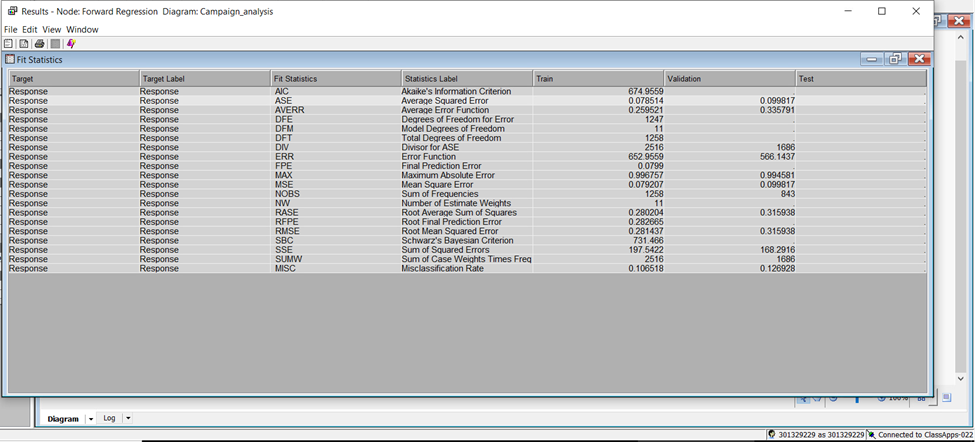 Results - Node: Forward Regression Diagram: Campaign_analysis
File Edit View Window
Fit Statistics
Target Target Label Fit Statistics Statistics Label Train Validation Test
Response Response AIC Akaike's Information Criterion 674.9559 . .
Response Response ASE Average Squared Error 0.078514 0.099817 .
Response Response AVERR Average Error Function 0.259521 0.335791 .
Response Response DFE Degrees of Freedom for Error 1247 . .
Response Response DFM Model Degrees of Freedom 11 . .
Response Response DFT Total Degrees of Freedom 1258 . .
Response Response DIV Divisor for ASE 2516 1686 .
Response Response ERR Error Function 652.9559 566.1437 .
Response Response FPE Final Prediction Error 0.0799 . .
Response Response MAX Maximum Absolute Error 0.996757 0.994581 .
Response Response MSE Mean Square Error 0.079207 0.099817 .
Response Response NOBS Sum of Frequencies 1258 843 .
Response Response NW Number of Estimate Weights 11 . .
Response Response RASE Root Average Sum of Squares 0.280204 0.315938 .
Response Response RFPE Root Final Prediction Error 0.282665 . .
Response Response RMSE Root Mean Squared Error 0.281437 0.315938 .
Response Response SBC Schwarz's Bayesian Criterion 731.466 . .
Response Response SSE Sum of Squared Errors 197.5422 168.2916 .
Response Response SUMW Sum of Case Weights Times Freq 2516 1686 .
Response Response MISC Misclassification Rate 0.106518 0.126928 .
100%
Diagram Log
301329229 as 301329229 Connected to ClassApps-022